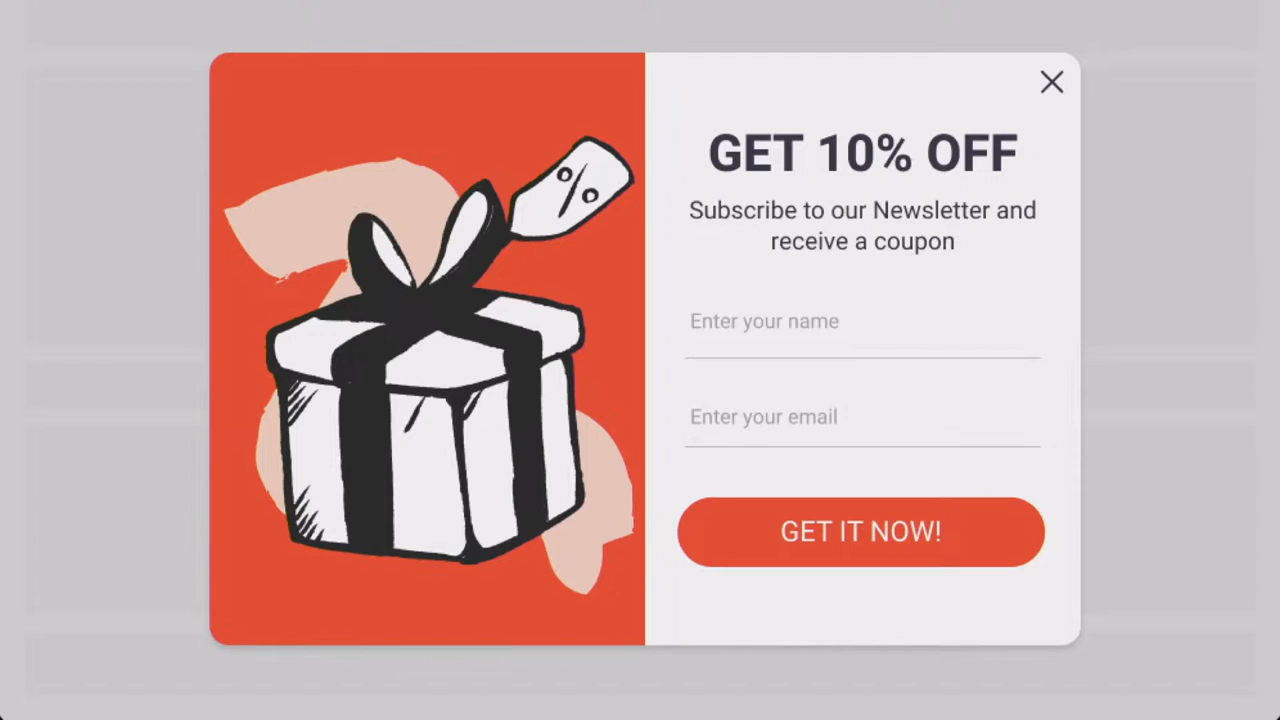 GET 10% OFF
Subscribe to our Newsletter and
receive a coupon
Enter your name
Enter your email
GET IT NOW!